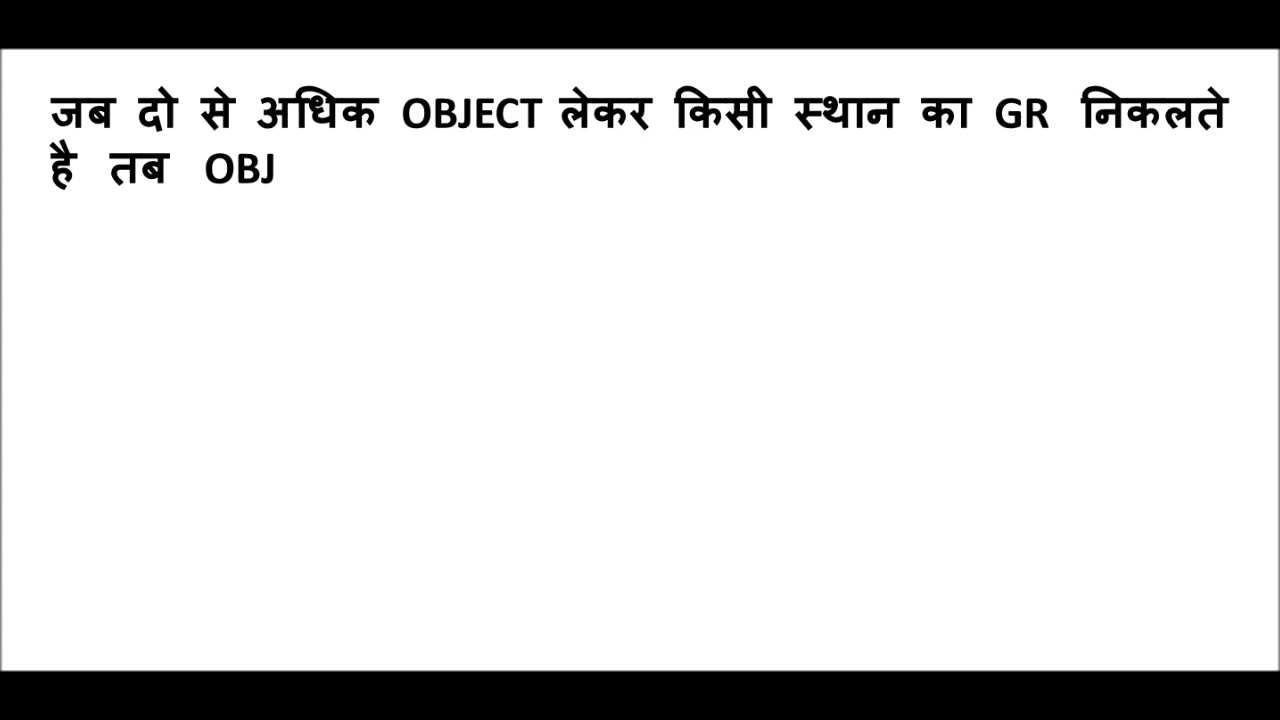 जब दो से अधिक OBJECT लेकर किसी स्थान का GR निकलते
है तब OBJ